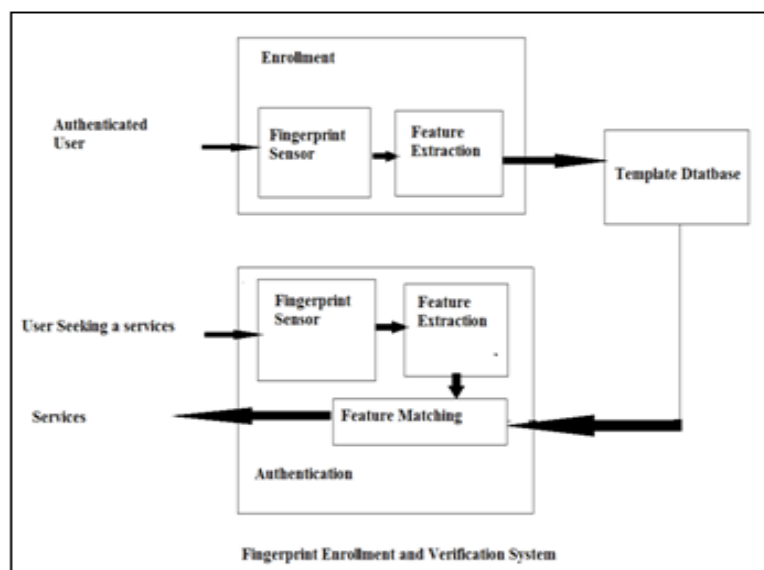 Enrollment
Authenticated
User
Fingerprint
Sensor
Feature
Extraction
Template Dtatbase
User Seeking a services
Fingerprint
Sensor
Feature
Extraction
Services
Feature Matching
Authentication
Fingerprint Enrollment and Verification System